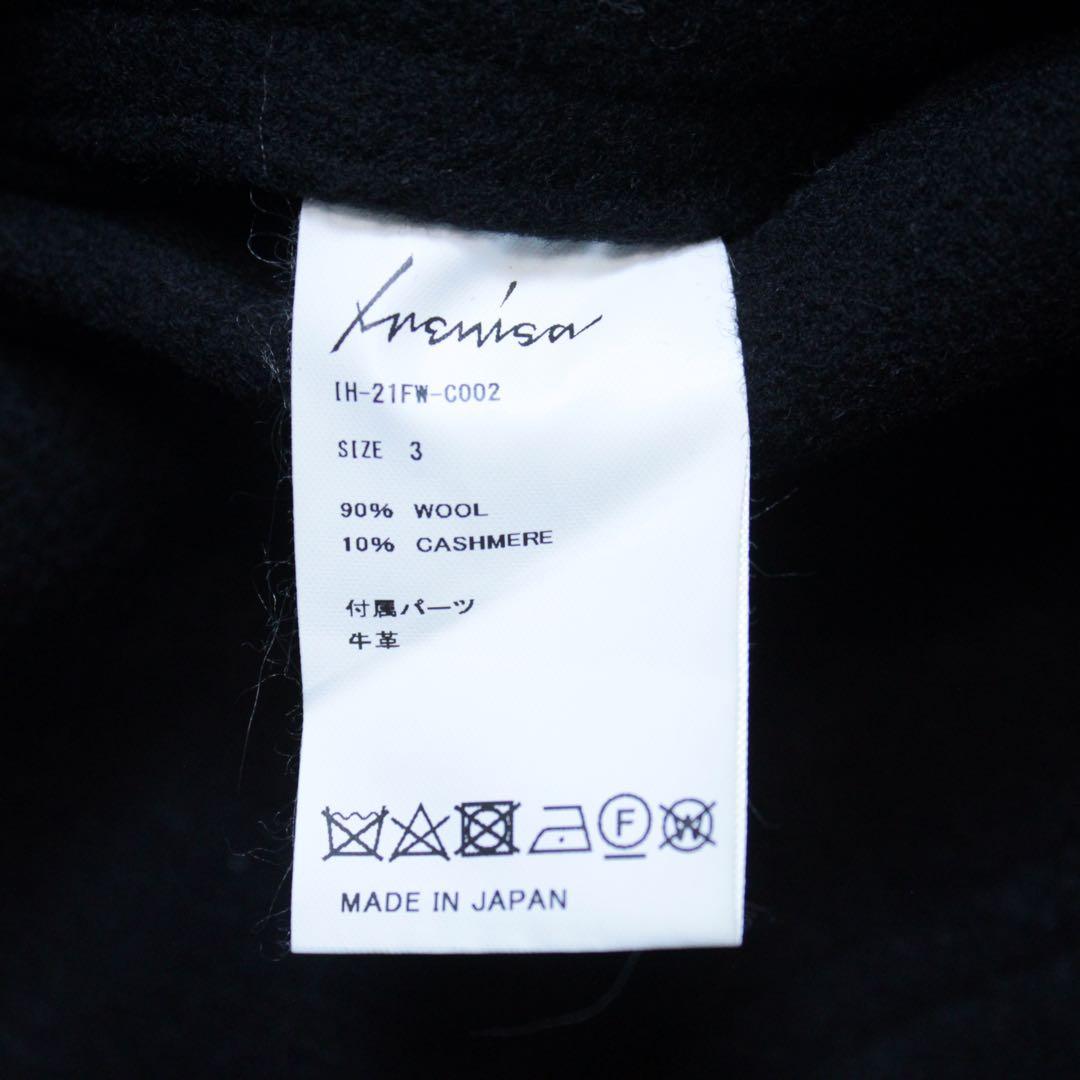 IH-21FW-C002
SIZE 3
90% WOOL
10% CASHMERE
付属パーツ
牛革
F
W
MADE IN JAPAN